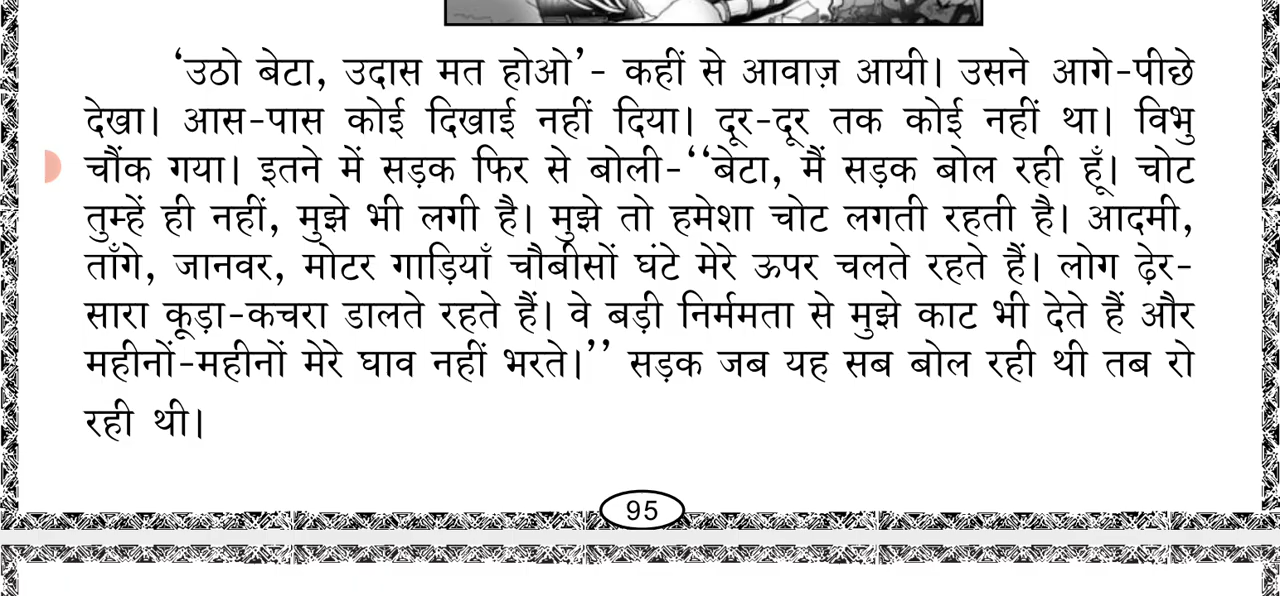 ‘उठो बेटा, उदास मत होओ’- कहीं से आवाज़ आयी। उसने आगे-पीछे
देखा। आस-पास कोई दिखाई नहीं दिया। दूर-दूर तक कोई नहीं था। विभु
चौंक गया। इतने में सड़क फिर से बोली-‘‘बेटा, मैं सड़क बोल रही हूँ। चोट
तुम्हें ही नहीं, मुझे भी लगी है। मुझे तो हमेशा चोट लगती रहती है। आदमी,
ताँगे, जानवर, मोटर गाड़ियाँ चौबीसों घंटे मेरे ऊपर चलते रहते हैं। लोग ढ़ेर-
सारा कूड़ा-कचरा डालते रहते हैं। वे बड़ी निर्ममता से मुझे काट भी देते हैं और
महीनों-महीनों मेरे घाव नहीं भरते।’’ सड़क जब यह सब बोल रही थी तब रो
रही थी।
95